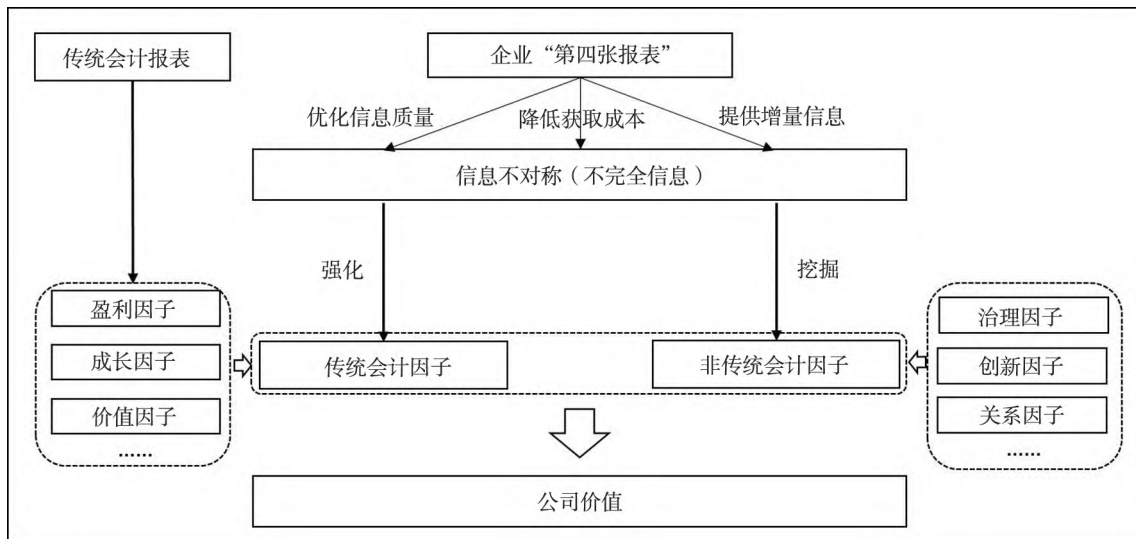 传统会计报表
企业“第四张报表”
优化信息质量
降低获取成本
提供增量信息
信息不对称（不完全信息）
强化
挖掘
盈利因子
成长因子
价值因子
……
传统会计因子
非传统会计因子
治理因子
创新因子
关系因子
……
公司价值